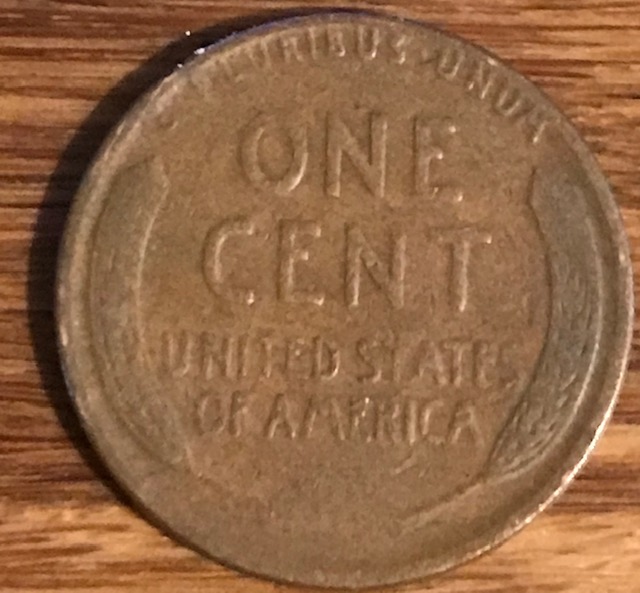 E PLURIBUS · UNUM
ONE
CENT
UNITED STATES
OF AMERICA